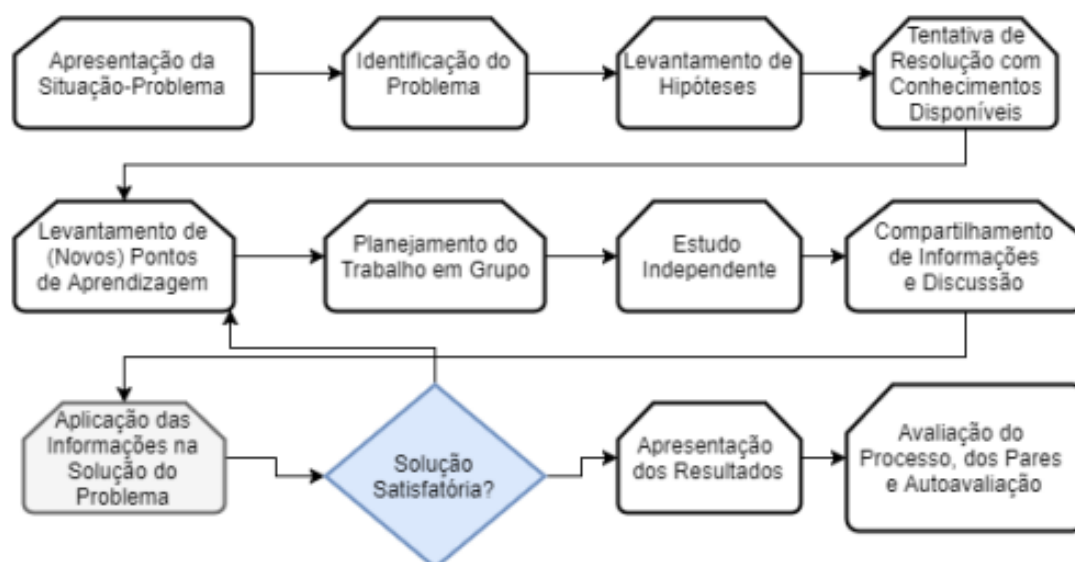 Apresentação da
Situação-Problema
Identificação do
Problema
Levantamento de
Hipóteses
Tentativa de
Resolução com
Conhecimentos
Disponíveis
Levantamento de
(Novos) Pontos
de Aprendizagem
Planejamento do
Trabalho em Grupo
Estudo
Independente
Compartilhamento
de Informações
e Discussão
Aplicação das
Informações na
Solução do
Problema
Solução
Satisfatória?
Apresentação
dos Resultados
Avaliação do
Processo, dos Pares
e Autoavaliação